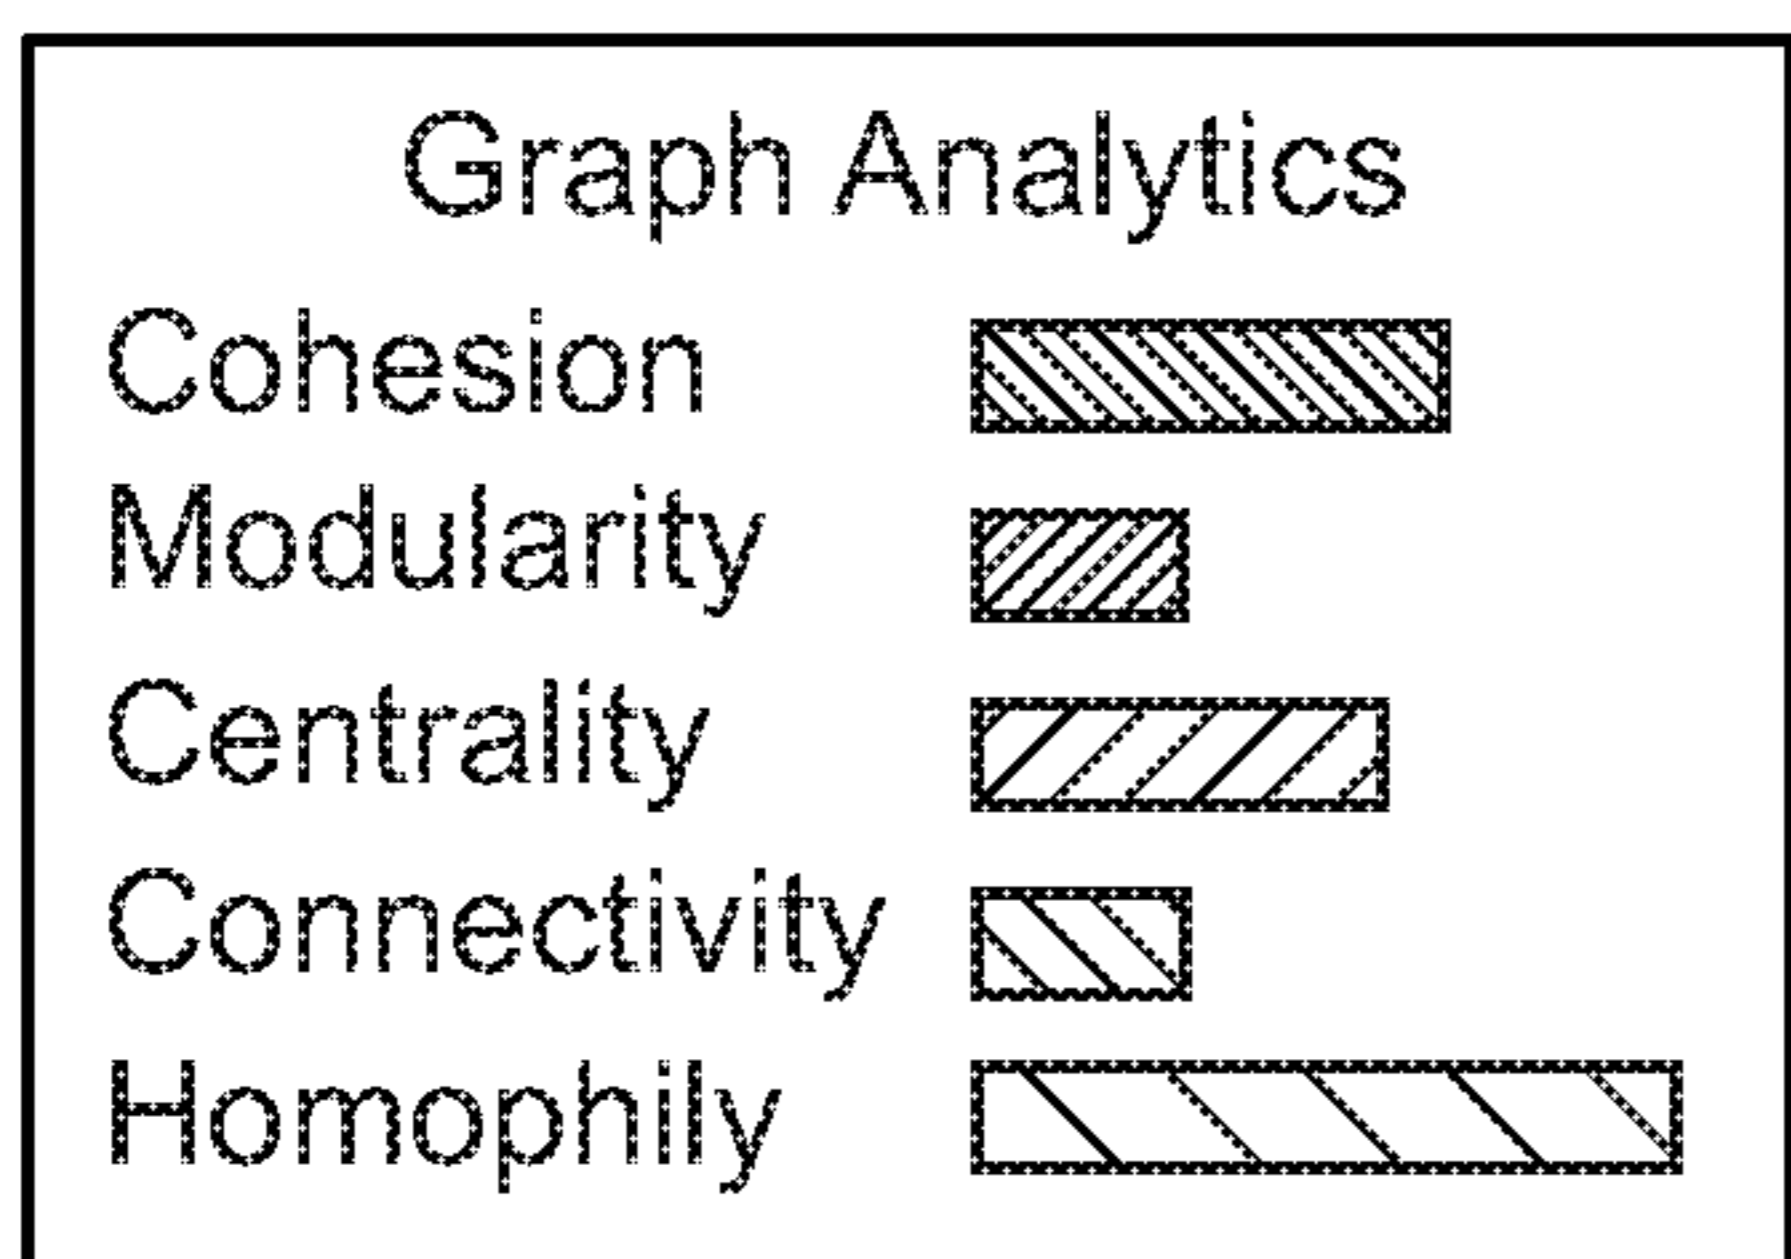 Graph Analytics
Cohesion
Modularity
Centrality
Connectivity
Homophily